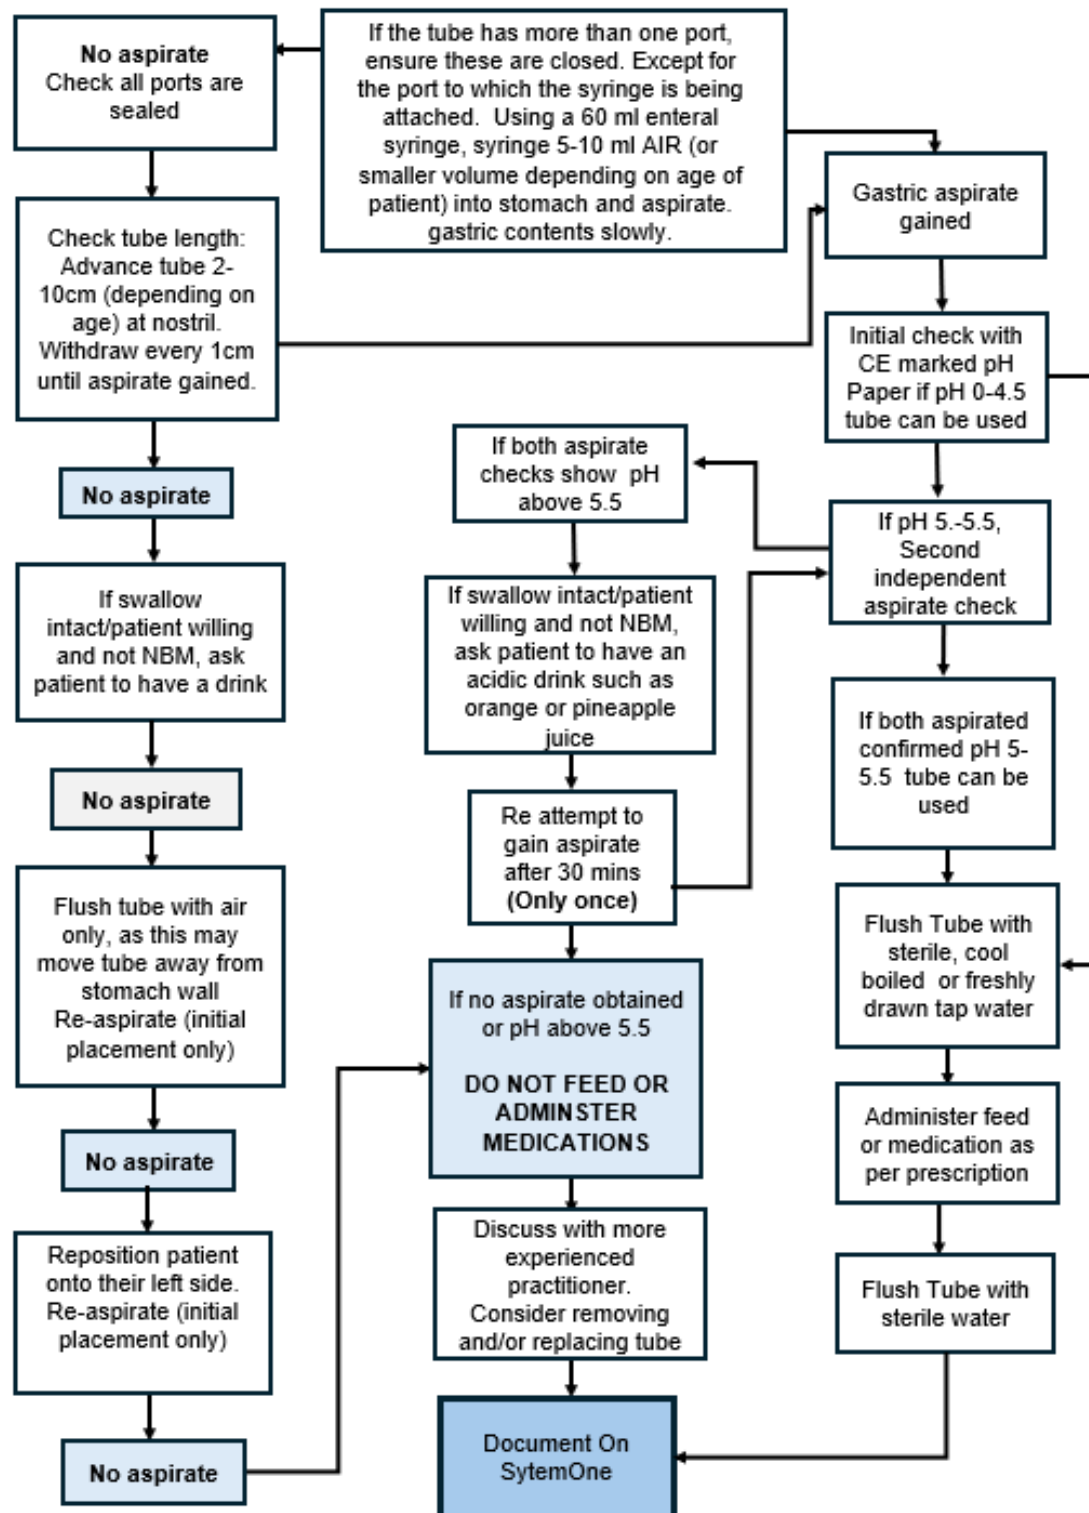 No aspirate
Check all ports are
sealed
If the tube has more than one port,
ensure these are closed. Except for
the port to which the syringe is being
attached. Using a 60 ml enteral
syringe, syringe 5-10 ml AIR (or
smaller volume depending on age of
patient) into stomach and aspirate.
gastric contents slowly.
Gastric aspirate
gained
Check tube length:
Advance tube 2-
10cm (depending on
age) at nostril.
Withdraw every 1cm
until aspirate gained.
Initial check with
CE marked pH
Paper if pH 0-4.5
tube can be used
No aspirate
If both aspirate
checks show pH
above 5.5
If pH 5.-5.5,
Second
independent
aspirate check
If swallow
intact/patient willing
and not NBM, ask
patient to have a drink
If swallow intact/patient
willing and not NBM,
ask patient to have an
acidic drink such as
orange or pineapple
juice
If both aspirated
confirmed pH 5-
5.5 tube can be
used
No aspirate
Re attempt to
gain aspirate
after 30 mins
(Only once)
Flush tube with air
only, as this may
move tube away from
stomach wall
Re-aspirate (initial
placement only)
Flush Tube with
sterile, cool
boiled or freshly
drawn tap water
If no aspirate obtained
or pH above 5.5
DO NOT FEED OR
ADMINSTER
MEDICATIONS
No aspirate
Administer feed
or medication as
per prescription
Reposition patient
onto their left side.
Re-aspirate (initial
placement only)
Discuss with more
experienced
practitioner.
Consider removing
and/or replacing tube
Flush Tube with
sterile water
No aspirate
Document On
SytemOne